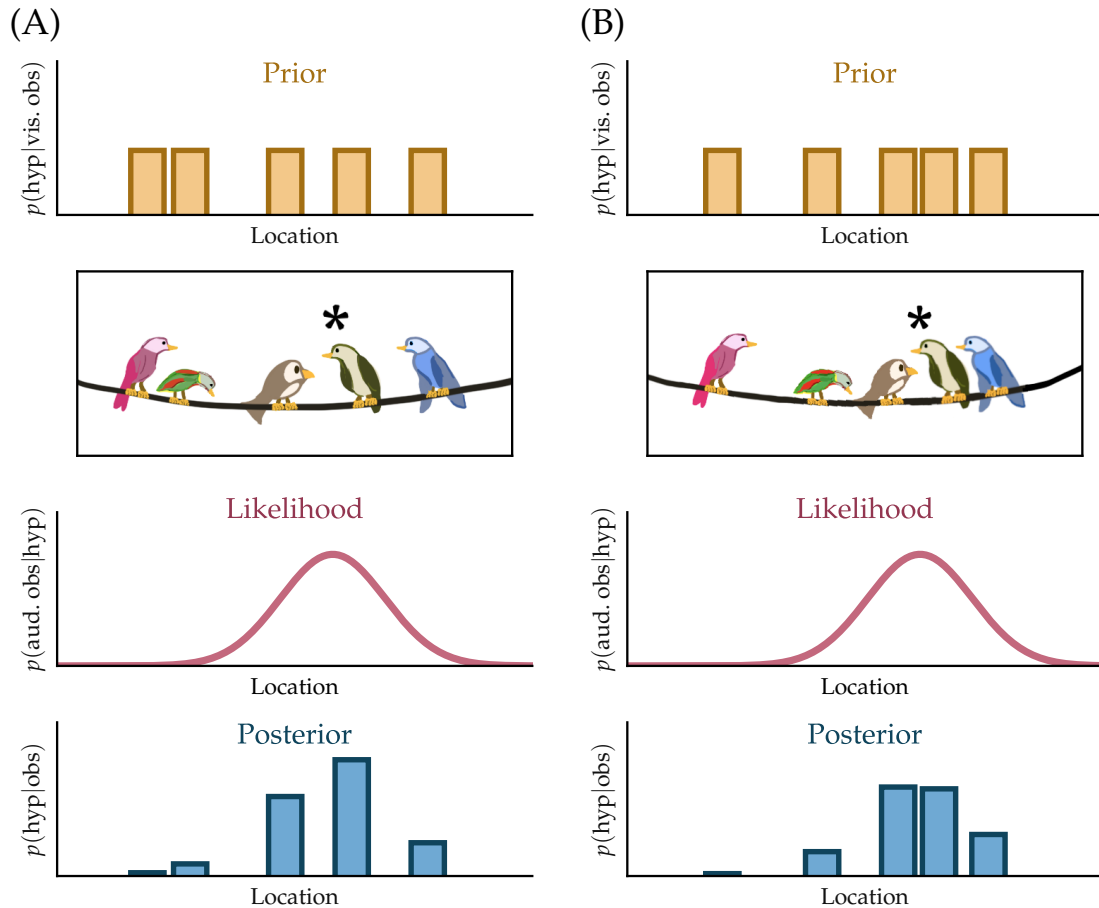 (A)
Prior
p(hyp|vis. obs)
Location
*
Likelihood
p(aud. obs|hyp)
Location
Posterior
p(hyp|obs)
Location
(B)
Prior
p(hyp|vis. obs)
Location
*
Likelihood
p(aud. obs|hyp)
Location
Posterior
p(hyp|obs)
Location